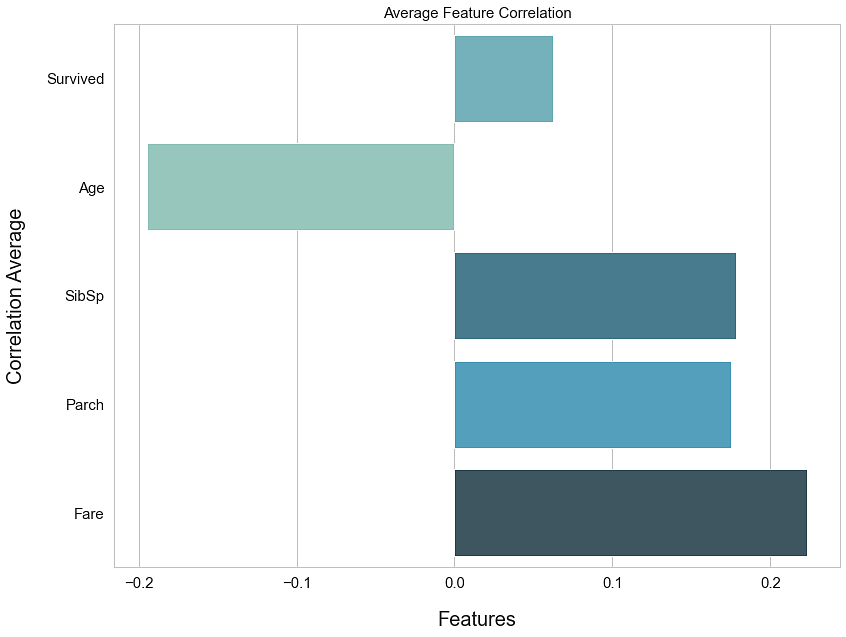 Average Feature Correlation
Survived
Age
SibSp
Parch
Fare
Correlation Average
−0.2
−0.1
0.0
0.1
0.2
Features